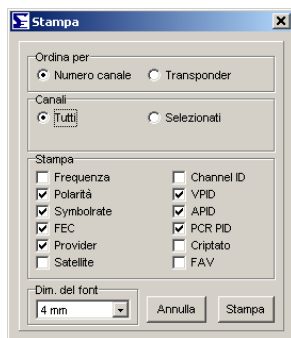 Stampa
Ordina per
Numero canale Transponder
Canali
Tutti Selezionati
Stampa
Frequenza Channel ID
Polarità VPID
Symbolrate APID
FEC PCR PID
Provider Criptato
Satellite FAV
Dim. del font
4 mm Annulla Stampa